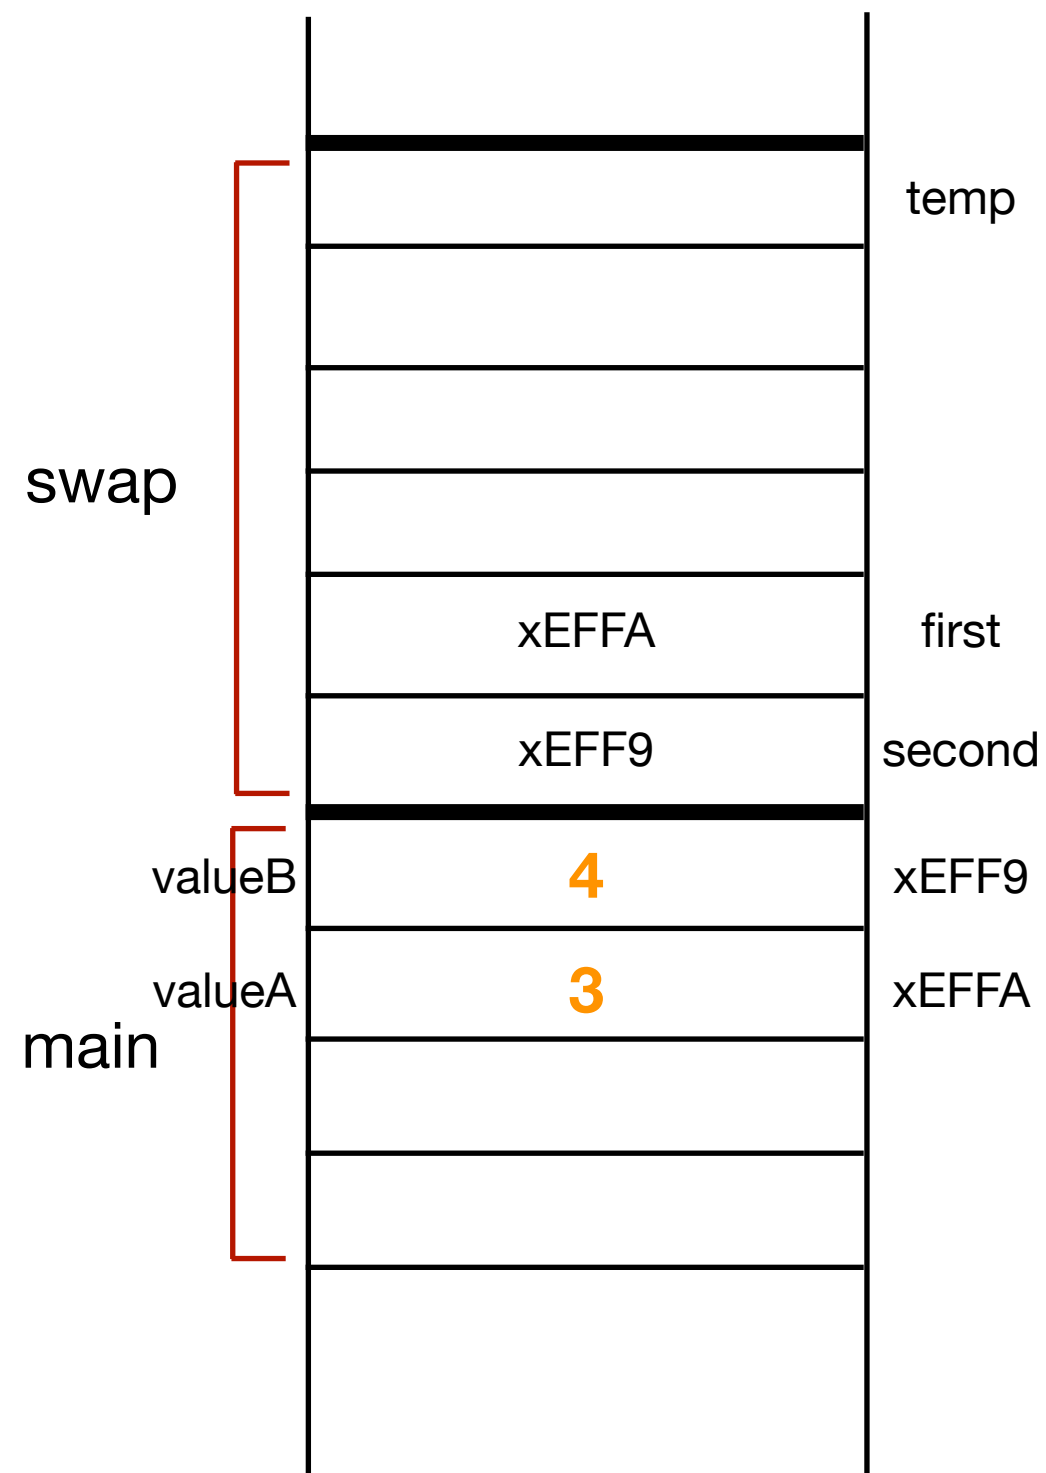 temp
swap
xEFFA first
xEFF9 second
valueB 4 xEFF9
valueA 3 xEFFA
main